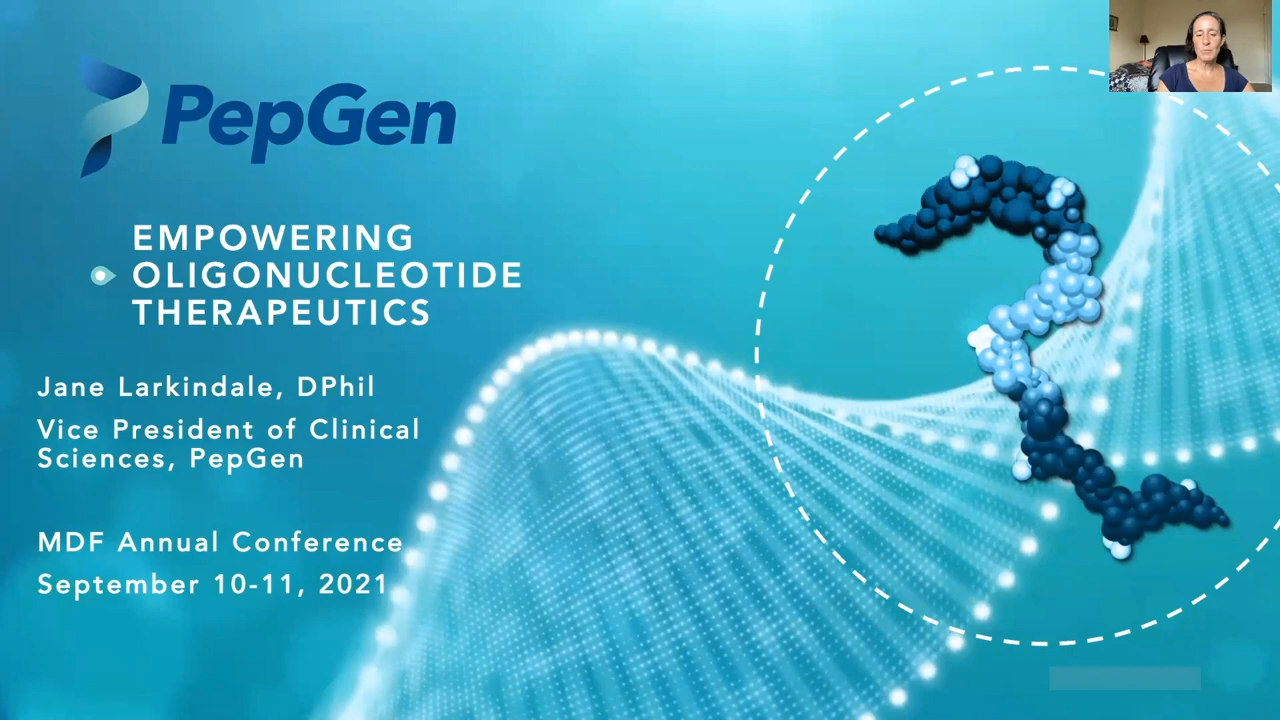 PepGen
EMPOWERING
OLIGONUCLEOTIDE
THERAPEUTICS
Jane Larkindale, DPhil
Vice President of Clinical
Sciences, PepGen
MDF Annual Conference
September 10-11, 2021